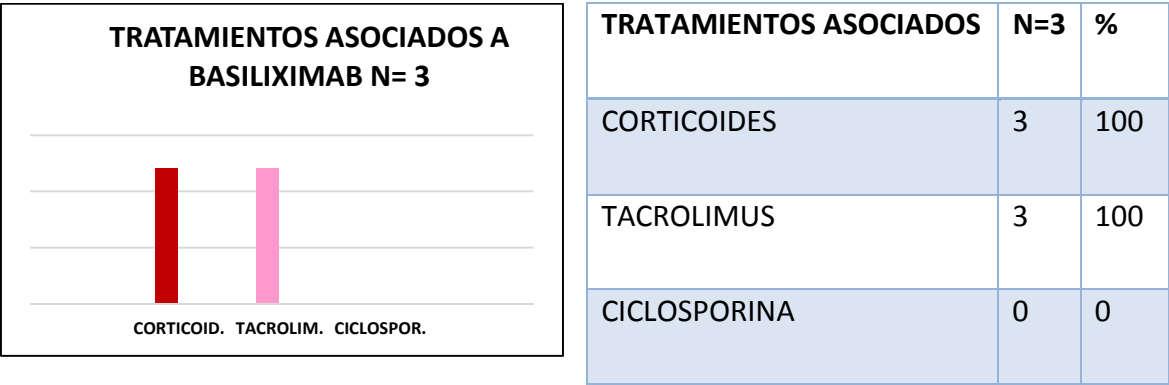 TRATAMIENTOS ASOCIADOS A
BASILIXIMAB N= 3
CORTICOID. TACROLIM. CICLOSPOR.
TRATAMIENTOS ASOCIADOS N=3 %
CORTICOIDES 3 100
TACROLIMUS 3 100
CICLOSPORINA 0 0